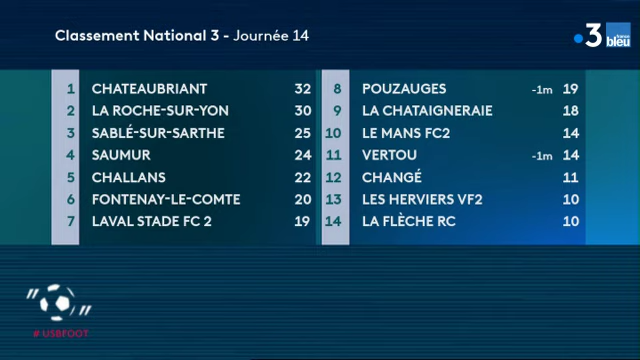 Classement National 3 - Journée 14
3
france
bleu
1 CHATEAUBRIANT 32
2 LA ROCHE-SUR-YON 30
3 SABLÉ-SUR-SARTHE 25
4 SAUMUR 24
5 CHALLANS 22
6 FONTENAY-LE-COMTE 20
7 LAVAL STADE FC 2 19
8 POUZAUGES -1m 19
9 LA CHATAIGNERAIE 18
10 LE MANS FC2 14
11 VERTOU -1m 14
12 CHANGÉ 11
13 LES HERVIERS VF2 10
14 LA FLÈCHE RC 10
# USBFOOT